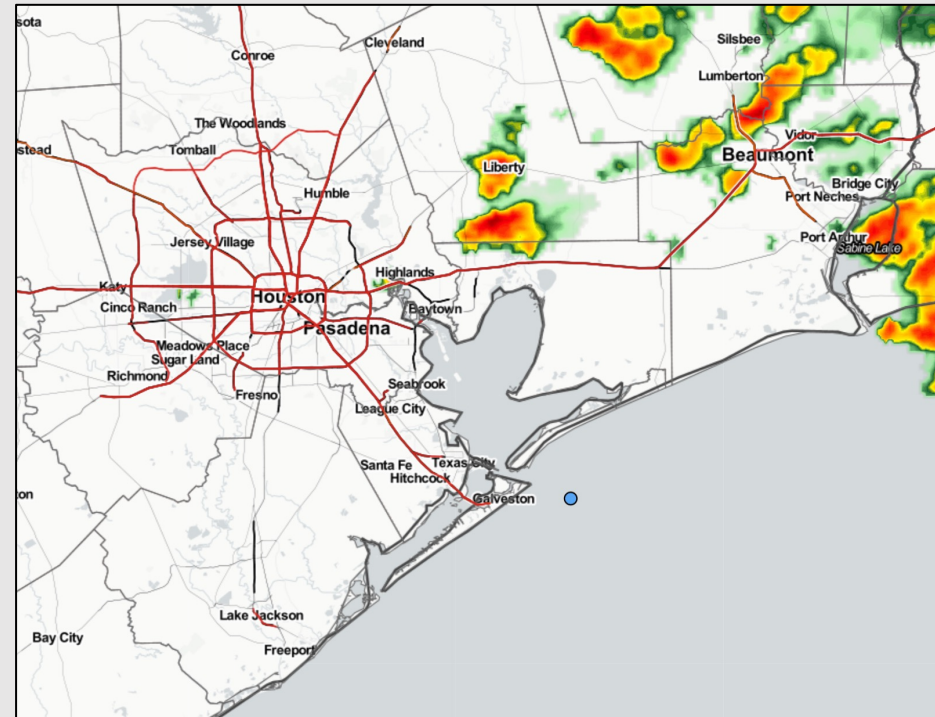 sota
Cleveland
Conroe
Silsbee
Lumberton
The Woodlands
Vidor
stead
Tomball
Beaumont
Liberty
Bridge City
Humble
Port Neches
Port Arthur
Jersey Village
Sabine Lake
Highlands
Katy
Houston
Cinco Ranch
Baytown
Pasadena
Meadows Place
Sugar Land
Richmond
Seabrook
Fresno
League City
Texas City
Santa Fe
Hitchcock
ton
Galveston
Lake Jackson
Bay City
Freeport